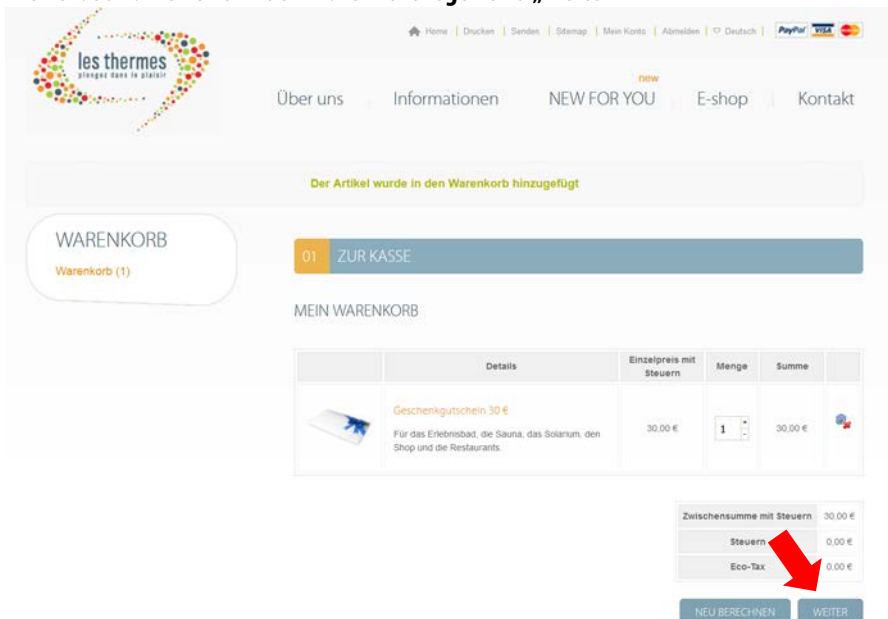 Home | Drucken | Senden | Sitemap | Mein Konto | Abmelden | Deutsch | PayPal VISA
les thermes
plongez dans le plaisir
new
Über uns Informationen NEW FOR YOU E-shop Kontakt
Der Artikel wurde in den Warenkorb hinzugefügt
WARENKORB
Warenkorb (1)
01 ZUR KASSE
MEIN WARENKORB
Details Einzelpreis mit Steuern Menge Summe
Geschenkgutschein 30 €
Für das Erlebnisbad, die Sauna, das Solarium, den
Shop und die Restaurants.
30,00 € 1 30,00 €
Zwischensumme mit Steuern 30,00 €
Steuern 0,00 €
Eco-Tax 0,00 €
NEU BERECHNEN WEITER